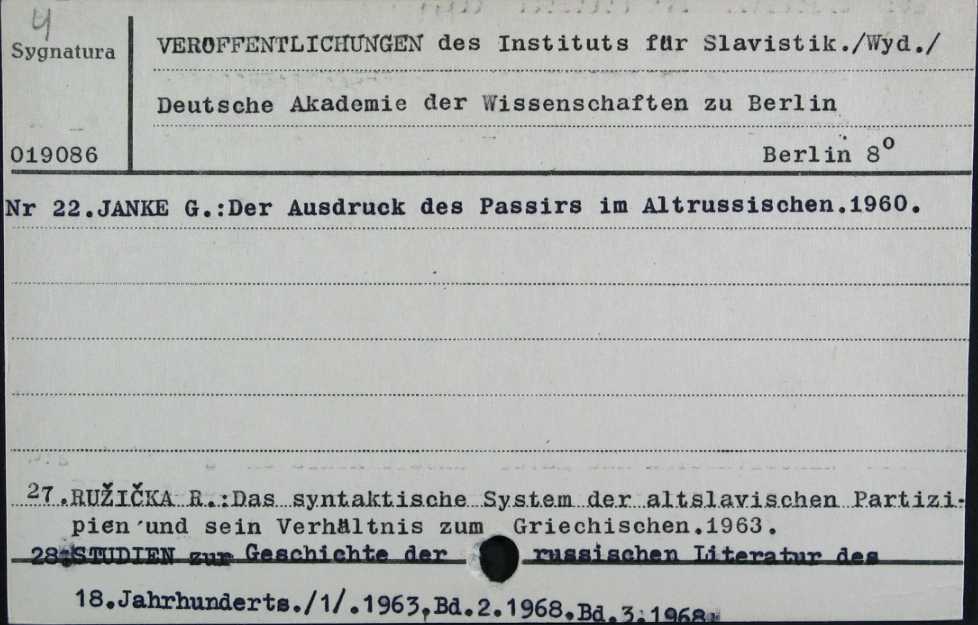 4
Sygnatura
VERÖFFENTLICHUNGEN des Instituts für Slavistik./Wyd./
Deutsche Akademie der Wissenschaften zu Berlin
019086
Berlin 8°
Nr 22.JANKE G.:Der Ausdruck des Passirs im Altrussischen.1960.
27.RUŽIČKA R.:Das syntaktische System der altslavischen Partizi-
pien und sein Verhältnis zum Griechischen.1963.
28.STUDIEN zur Geschichte der russischen Literatur des
18.Jahrhunderts./1/.1963,Bd.2.1968.Bd.3.1968.